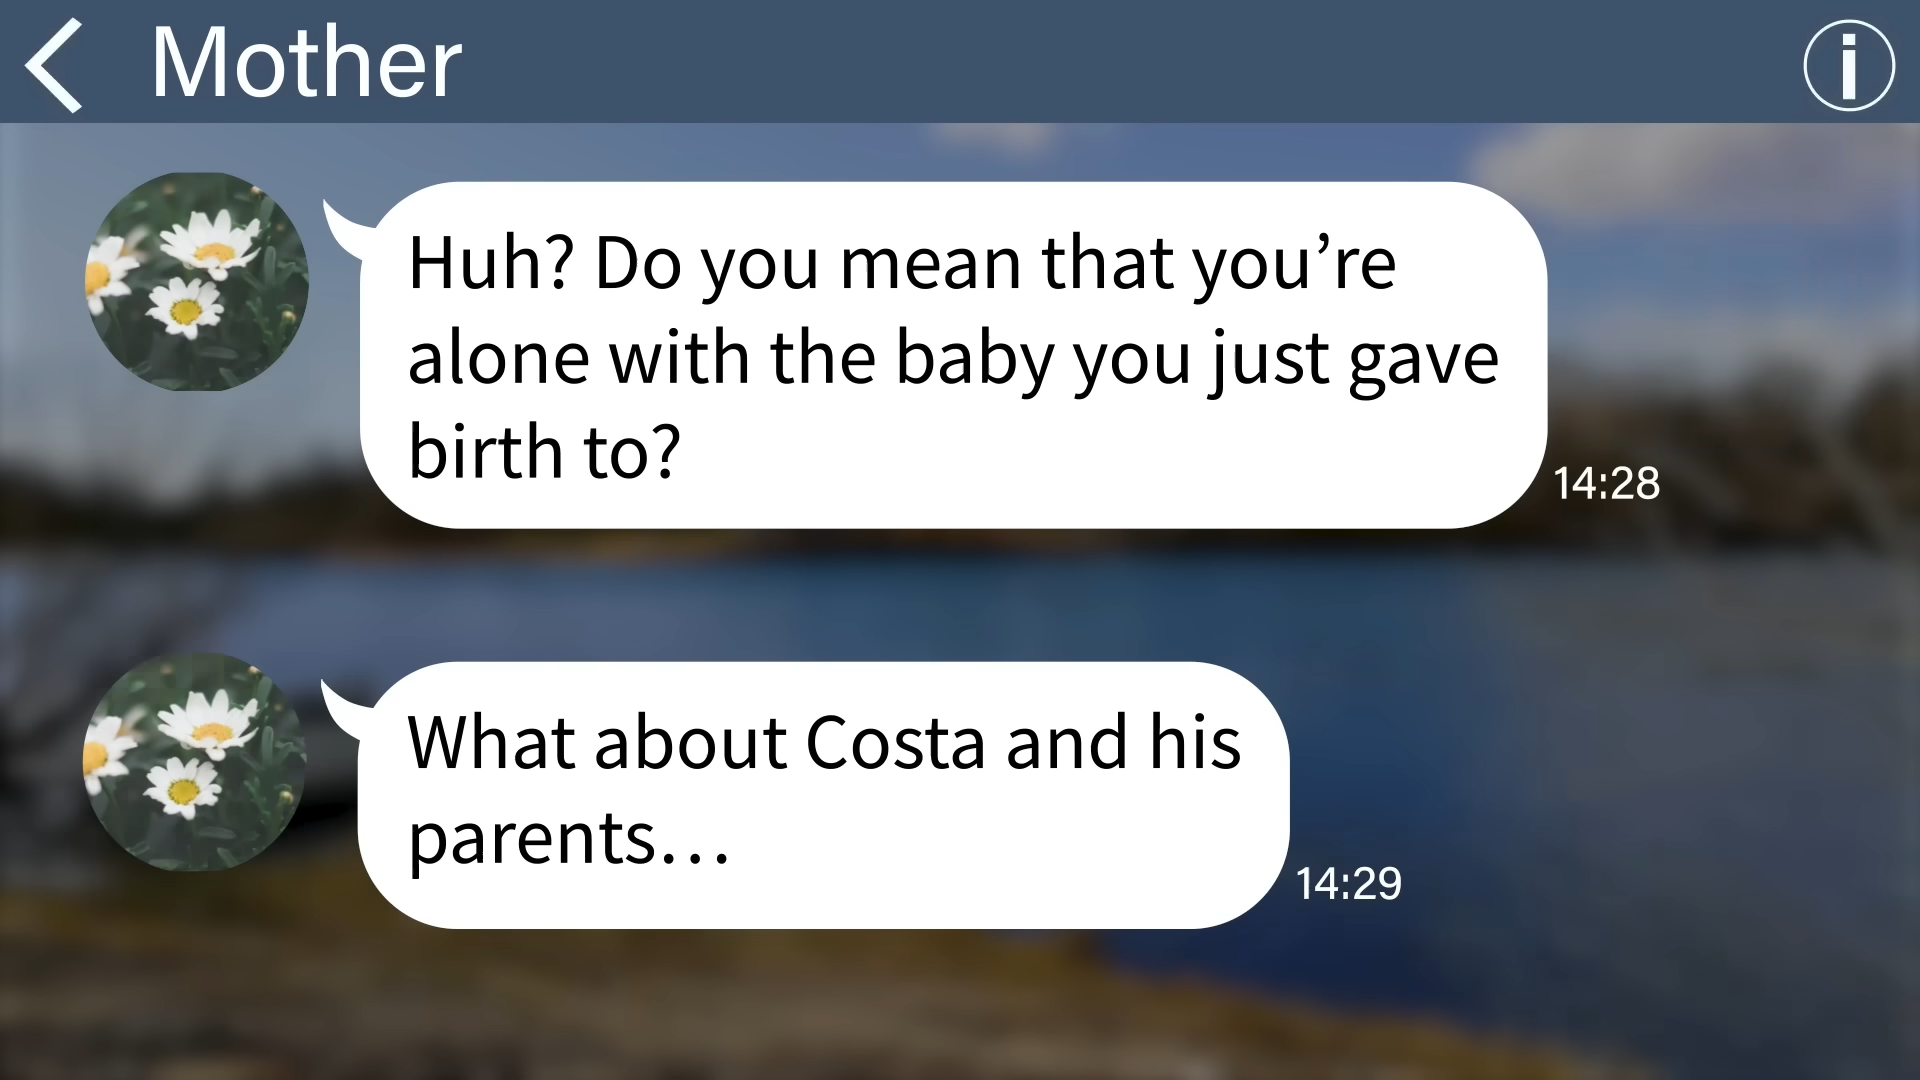 Mother
Huh? Do you mean that you’re
alone with the baby you just gave
birth to?
14:28
What about Costa and his
parents…
14:29